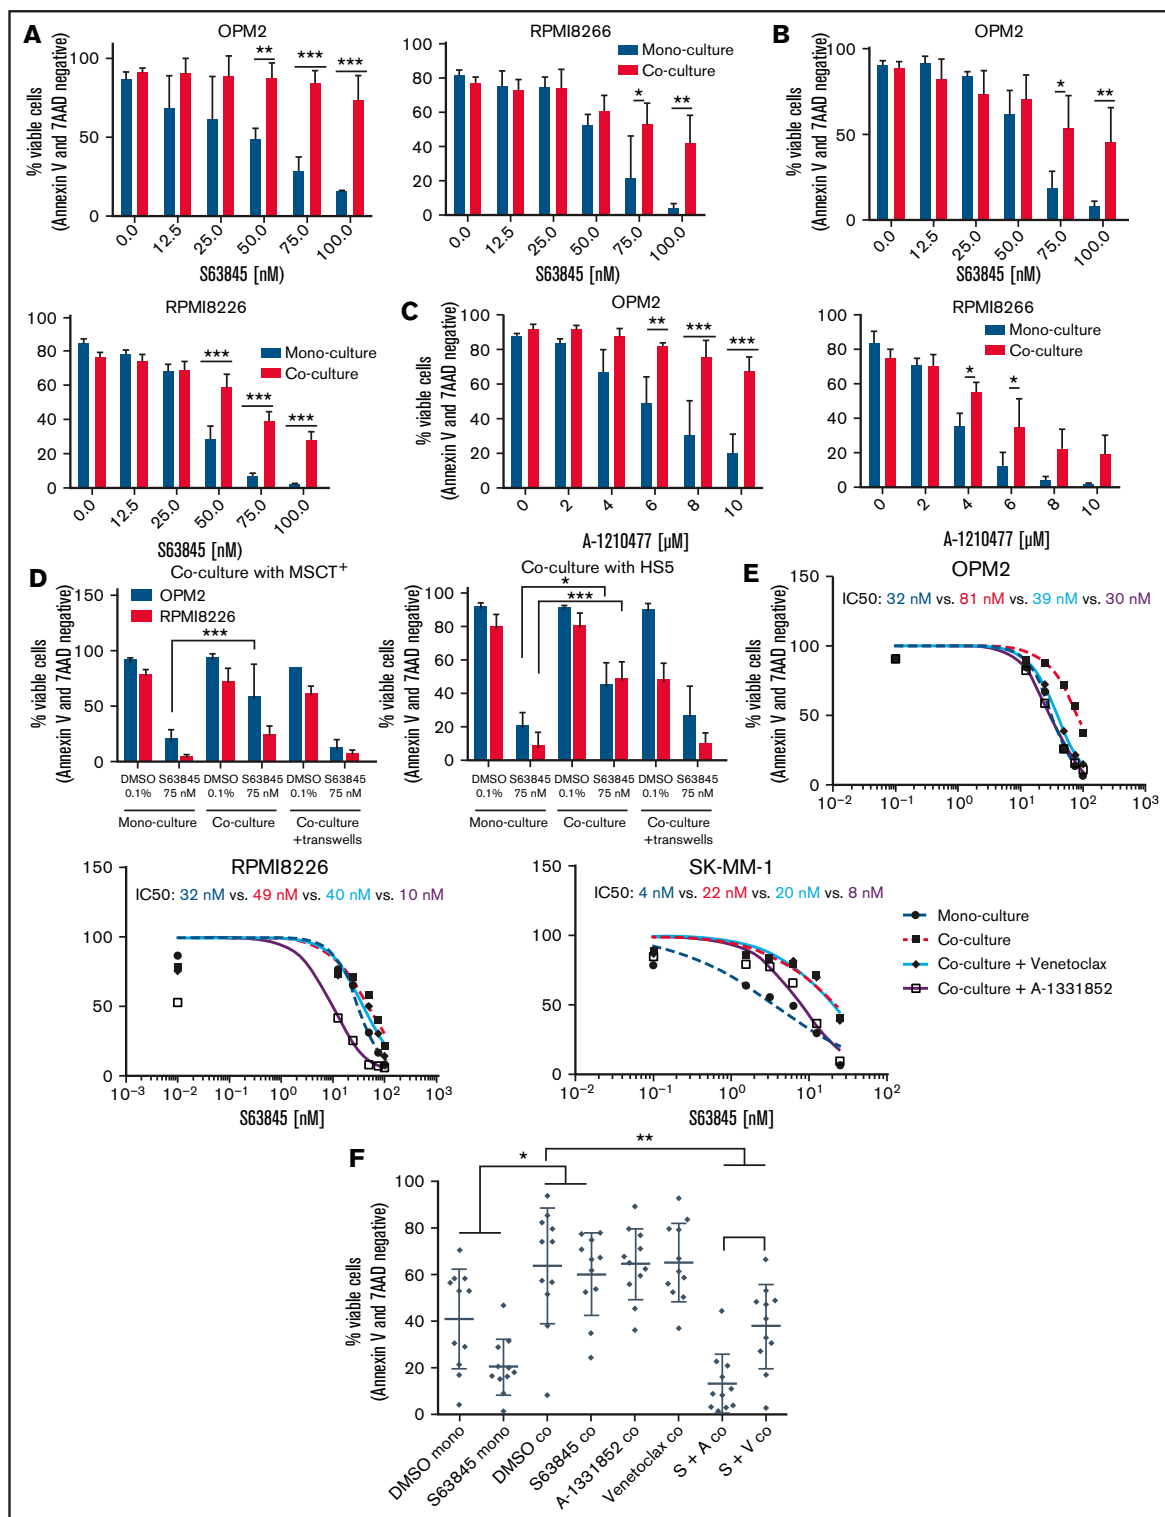 A
OPM2
% viable cells
(Annexin V and 7AAD negative)
100
50
0
** *** ***
0.0 12.5 25.0 50.0 75.0 100.0
S63845 [nM]
RPMI8266
Mono-culture
Co-culture
100
80
60
40
20
0
* **
0.0 12.5 25.0 50.0 75.0 100.0
S63845 [nM]
B
OPM2
% viable cells
(Annexin V and 7AAD negative)
100
50
0
* **
0.0 12.5 25.0 50.0 75.0 100.0
S63845 [nM]
RPMI8226
Mono-culture
Co-culture
100
80
60
40
20
0
*** *** ***
0.0 12.5 25.0 50.0 75.0 100.0
S63845 [nM]
C
OPM2
% viable cells
(Annexin V and 7AAD negative)
100
80
60
40
20
0
** *** ***
0 2 4 6 8 10
A-1210477 [µM]
RPMI8266
Mono-culture
Co-culture
100
80
60
40
20
0
* *
0 2 4 6 8 10
A-1210477 [µM]
D
Co-culture with MSCT+
OPM2
RPMI8226
% viable cells
(Annexin V and 7AAD negative)
150
100
50
0
***
DMSO S63845 DMSO S63845 DMSO S63845
0.1% 75 nM 0.1% 75 nM 0.1% 75 nM
Mono-culture Co-culture Co-culture
+transwells
Co-culture with HS5
% viable cells
(Annexin V and 7AAD negative)
100
80
60
40
20
0
*
***
DMSO S63845 DMSO S63845 DMSO S63845
0.1% 75 nM 0.1% 75 nM 0.1% 75 nM
Mono-culture Co-culture Co-culture
+transwells
E
OPM2
IC50: 32 nM vs. 81 nM vs. 39 nM vs. 30 nM
% viable cells
(Annexin V and 7AAD negative)
150
100
50
0
10−2 10−1 100 101 102 103
RPMI8226
IC50: 32 nM vs. 49 nM vs. 40 nM vs. 10 nM
150
100
50
0
10−3 10−2 10−1 100 101 102 103
S63845 [nM]
SK-MM-1
IC50: 4 nM vs. 22 nM vs. 20 nM vs. 8 nM
150
100
50
0
10−2 10−1 100 101 102
S63845 [nM]
Mono-culture
Co-culture
Co-culture + Venetoclax
Co-culture + A-1331852
F
% viable cells
(Annexin V and 7AAD negative)
100
80
60
40
20
0
* **
DMSO mono
S63845 mono
DMSO co
S63845 co
A-1331852 co
Venetoclax co
S + A co
S + V co